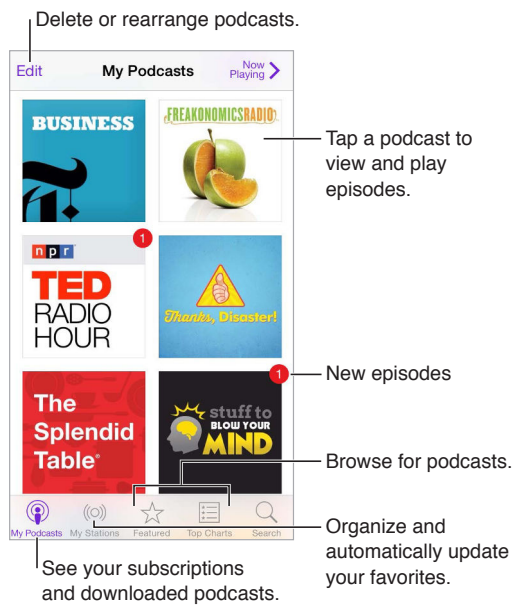 Delete or rearrange podcasts.
Edit
My Podcasts
Now
Playing
BUSINESS
FREAKONOMICSRADIO
Tap a podcast to
view and play
episodes.
npr
1
TED
RADIO
HOUR
Thanks, Disaster!
1
New episodes
The
Splendid
Table®
stuff to
BLOW YOUR
MIND
Browse for podcasts.
My Podcasts
My Stations
Featured
Top Charts
Search
Organize and
automatically update
your favorites.
See your subscriptions
and downloaded podcasts.